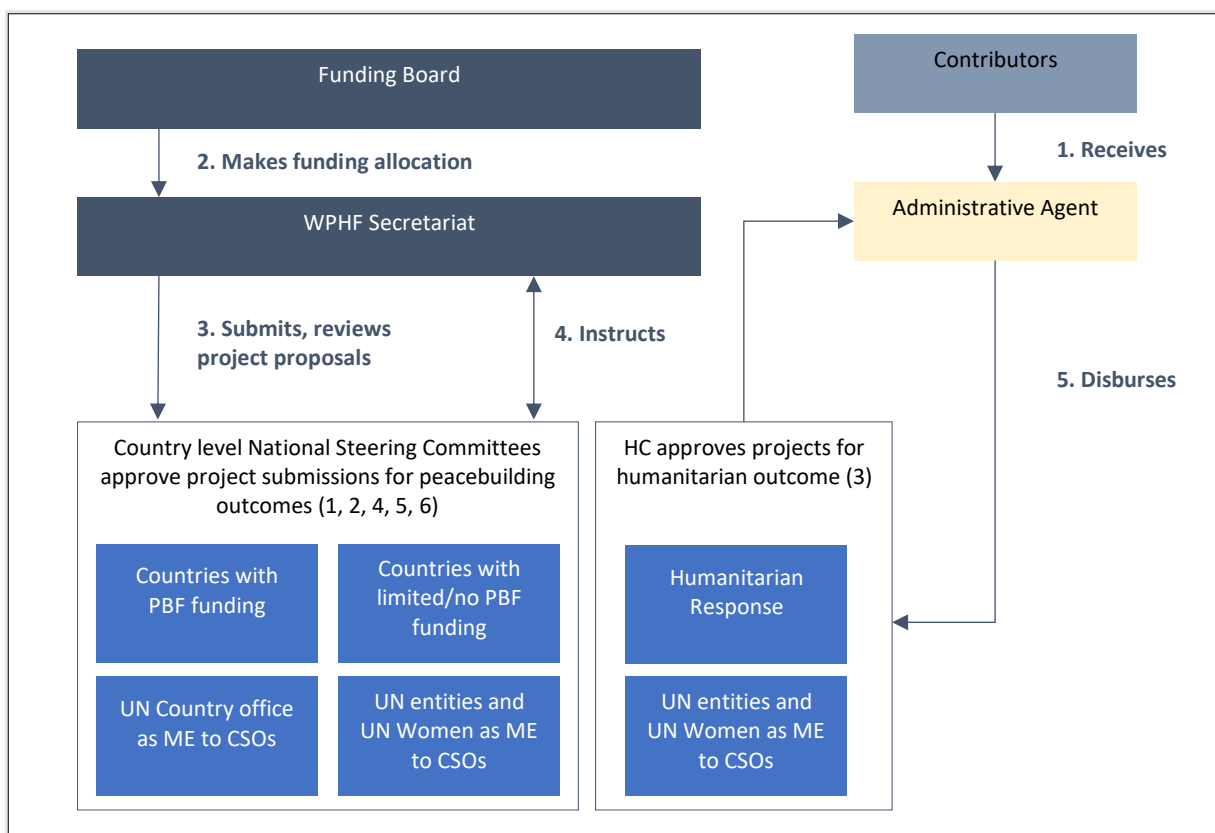 Funding Board
Contributors
2. Makes funding allocation
1. Receives
WPHF Secretariat
Administrative Agent
3. Submits, reviews
project proposals
4. Instructs
5. Disburses
Country level National Steering Committees
approve project submissions for peacebuilding
outcomes (1, 2, 4, 5, 6)
HC approves projects for
humanitarian outcome (3)
Countries with
PBF funding
Countries with
limited/no PBF
funding
Humanitarian
Response
UN Country office
as ME to CSOs
UN entities and
UN Women as ME
to CSOs
UN entities and
UN Women as ME
to CSOs